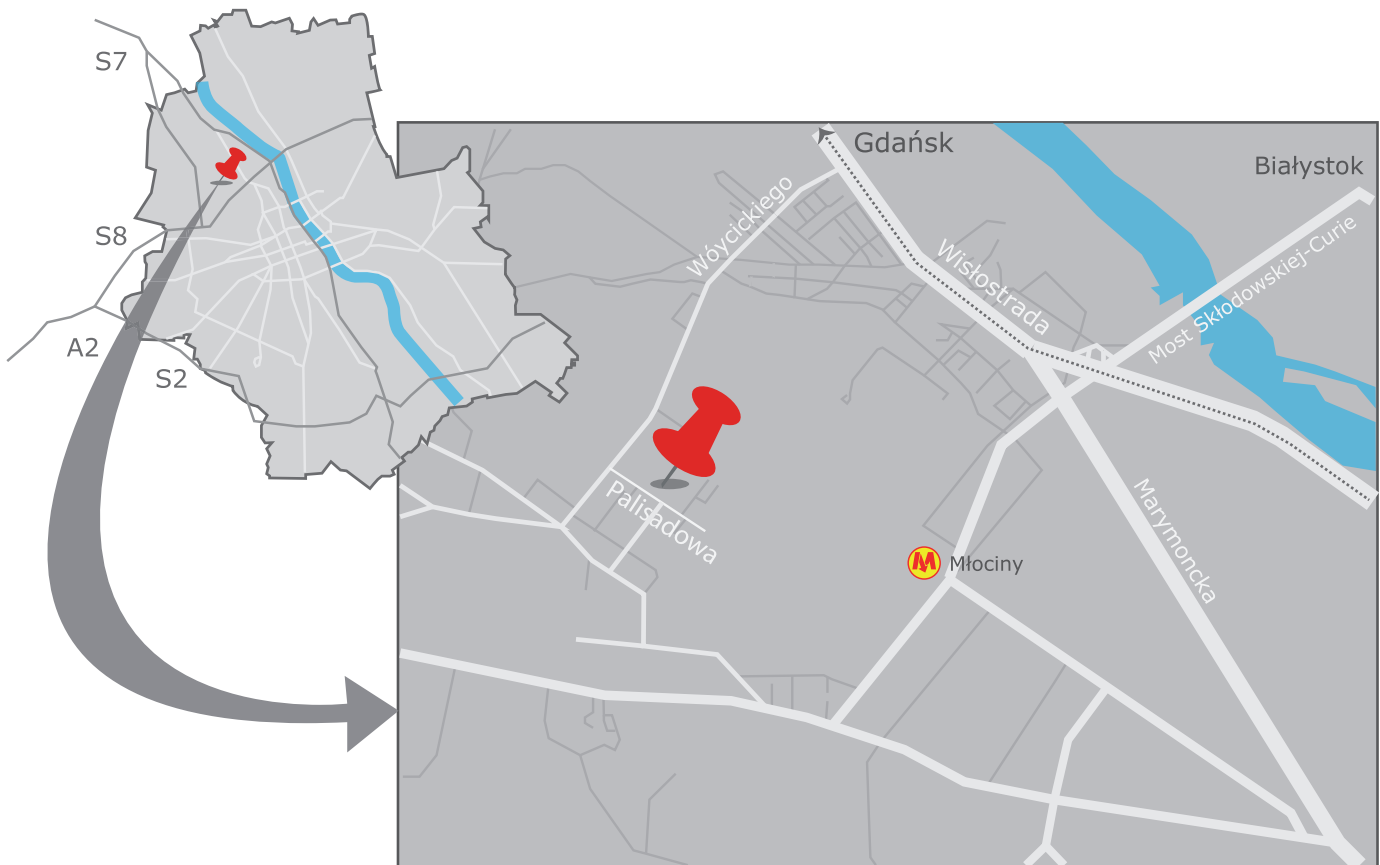 S7
S8
A2
S2
Gdańsk
Białystok
Wóycickiego
Wisłostrada
Most Skłodowskiej-Curie
Palisadowa
Marymoncka
M
Młociny